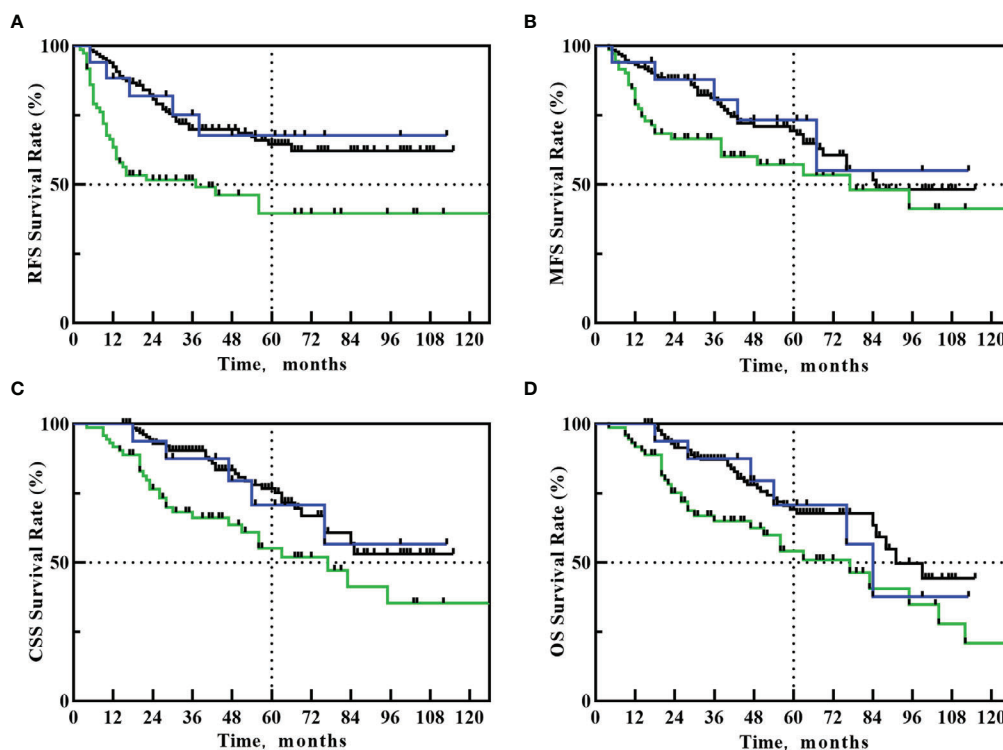 A
B
RFS Survival Rate (%)
100
50
0
0 12 24 36 48 60 72 84 96 108 120
Time, months
MFS Survival Rate (%)
100
50
0
0 12 24 36 48 60 72 84 96 108 120
Time, months
C
D
CSS Survival Rate (%)
100
50
0
0 12 24 36 48 60 72 84 96 108 120
Time, months
OS Survival Rate (%)
100
50
0
0 12 24 36 48 60 72 84 96 108 120
Time, months